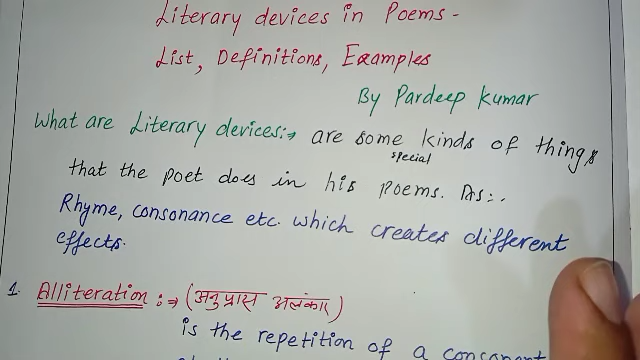 Literary devices in Poems -
List, Definitions, Examples
By Pardeep Kumar
What are Literary devices:→ are some kinds of things
special
that the poet does in his poems. As:-
Rhyme, consonance etc. which creates different
effects.
1. Alliteration :→ (अनुप्रास अलंकार)
is the repetition of a consonant